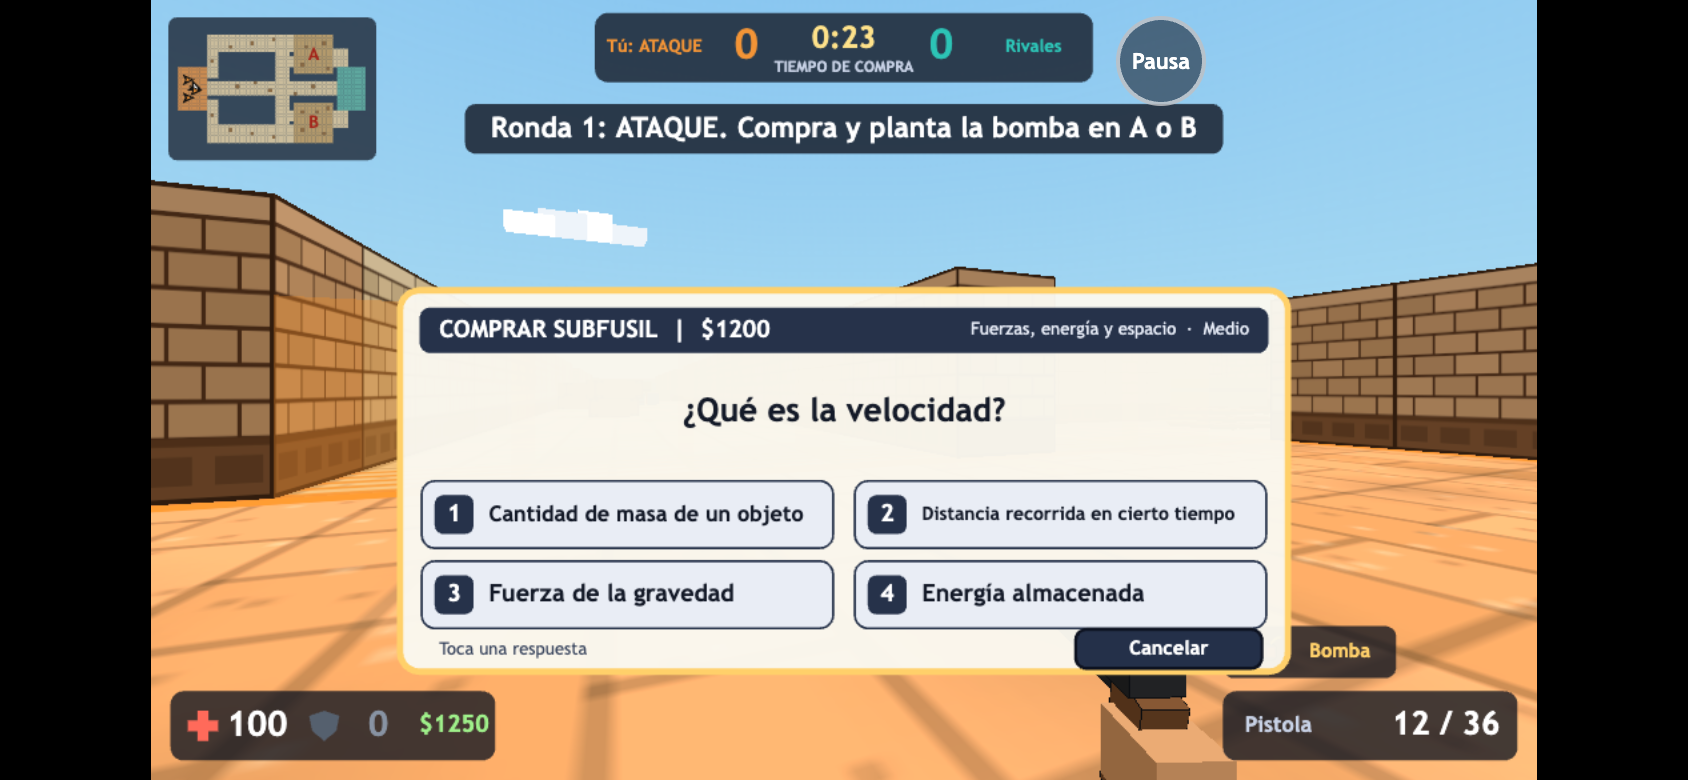 A
B
Tú: ATAQUE 0 0:23 0 Rivales
TIEMPO DE COMPRA
Pausa
Ronda 1: ATAQUE. Compra y planta la bomba en A o B
COMPRAR SUBFUSIL | $1200
Fuerzas, energía y espacio · Medio
¿Qué es la velocidad?
1 Cantidad de masa de un objeto
2 Distancia recorrida en cierto tiempo
3 Fuerza de la gravedad
4 Energía almacenada
Toca una respuesta
Cancelar
Bomba
100 0 $1250
Pistola 12 / 36